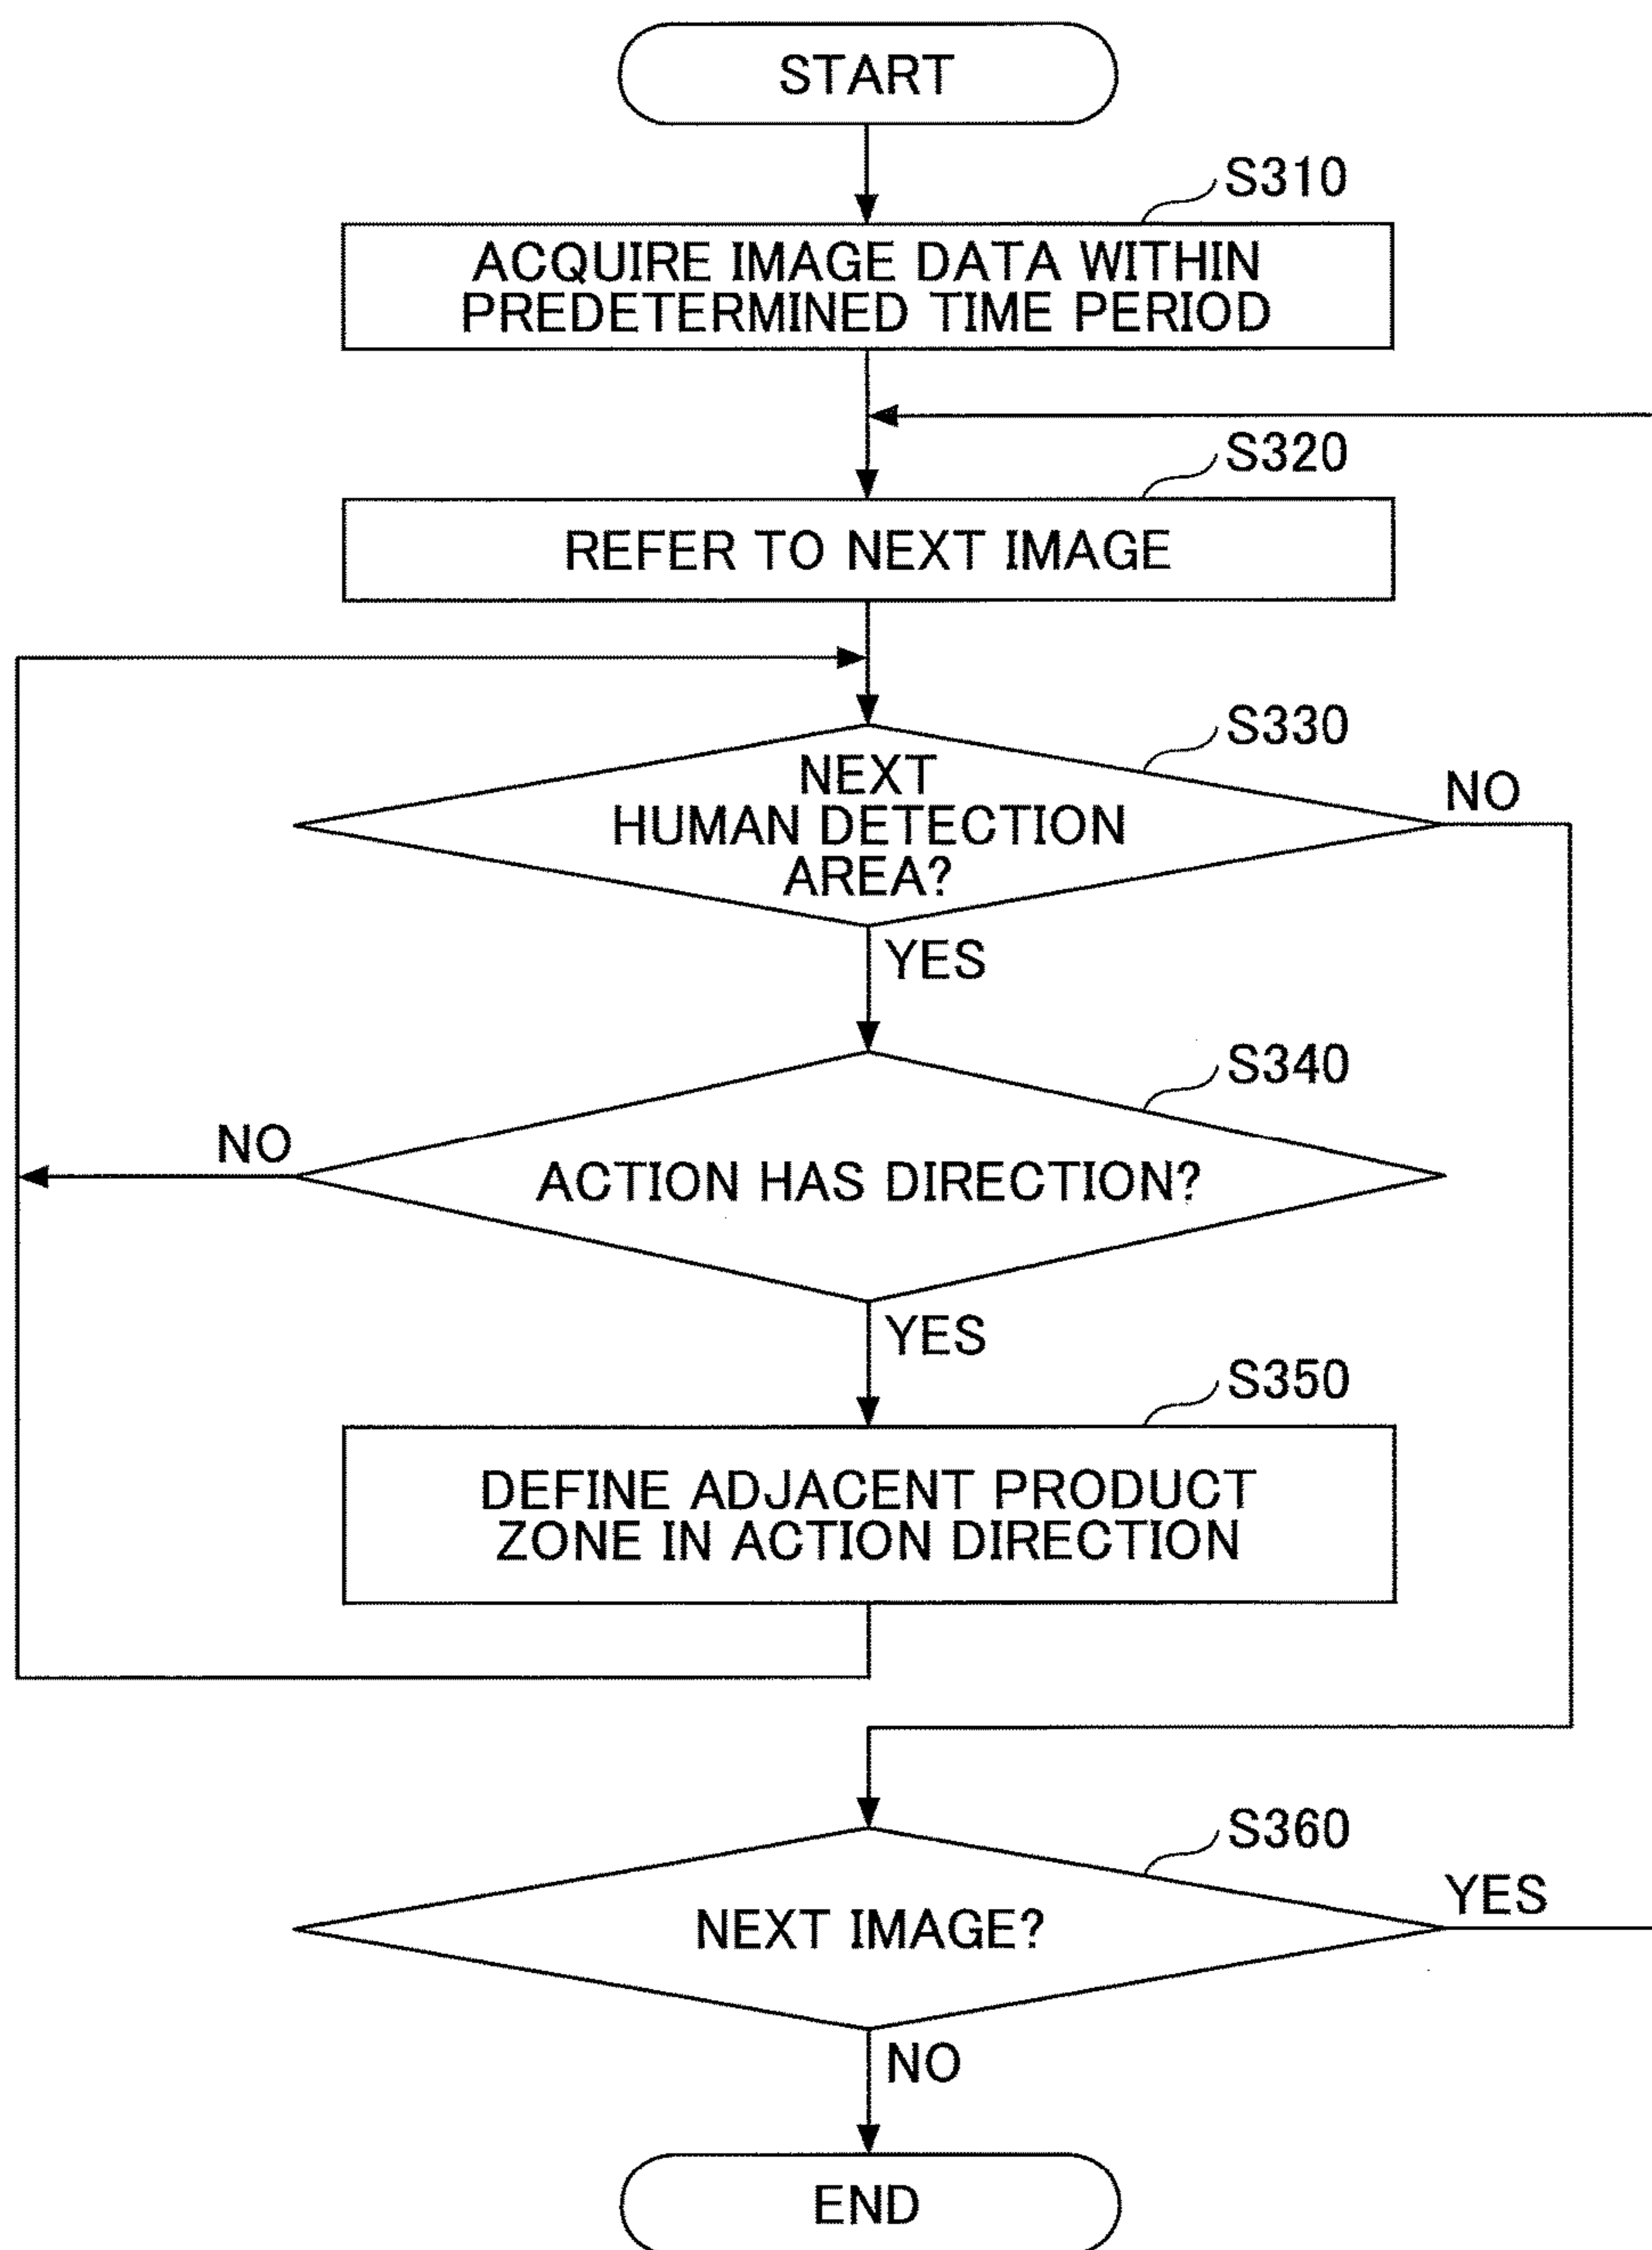 START
S310
ACQUIRE IMAGE DATA WITHIN
PREDETERMINED TIME PERIOD
S320
REFER TO NEXT IMAGE
S330
NEXT
HUMAN DETECTION
AREA?
NO
YES
S340
NO
ACTION HAS DIRECTION?
YES
S350
DEFINE ADJACENT PRODUCT
ZONE IN ACTION DIRECTION
S360
YES
NEXT IMAGE?
NO
END